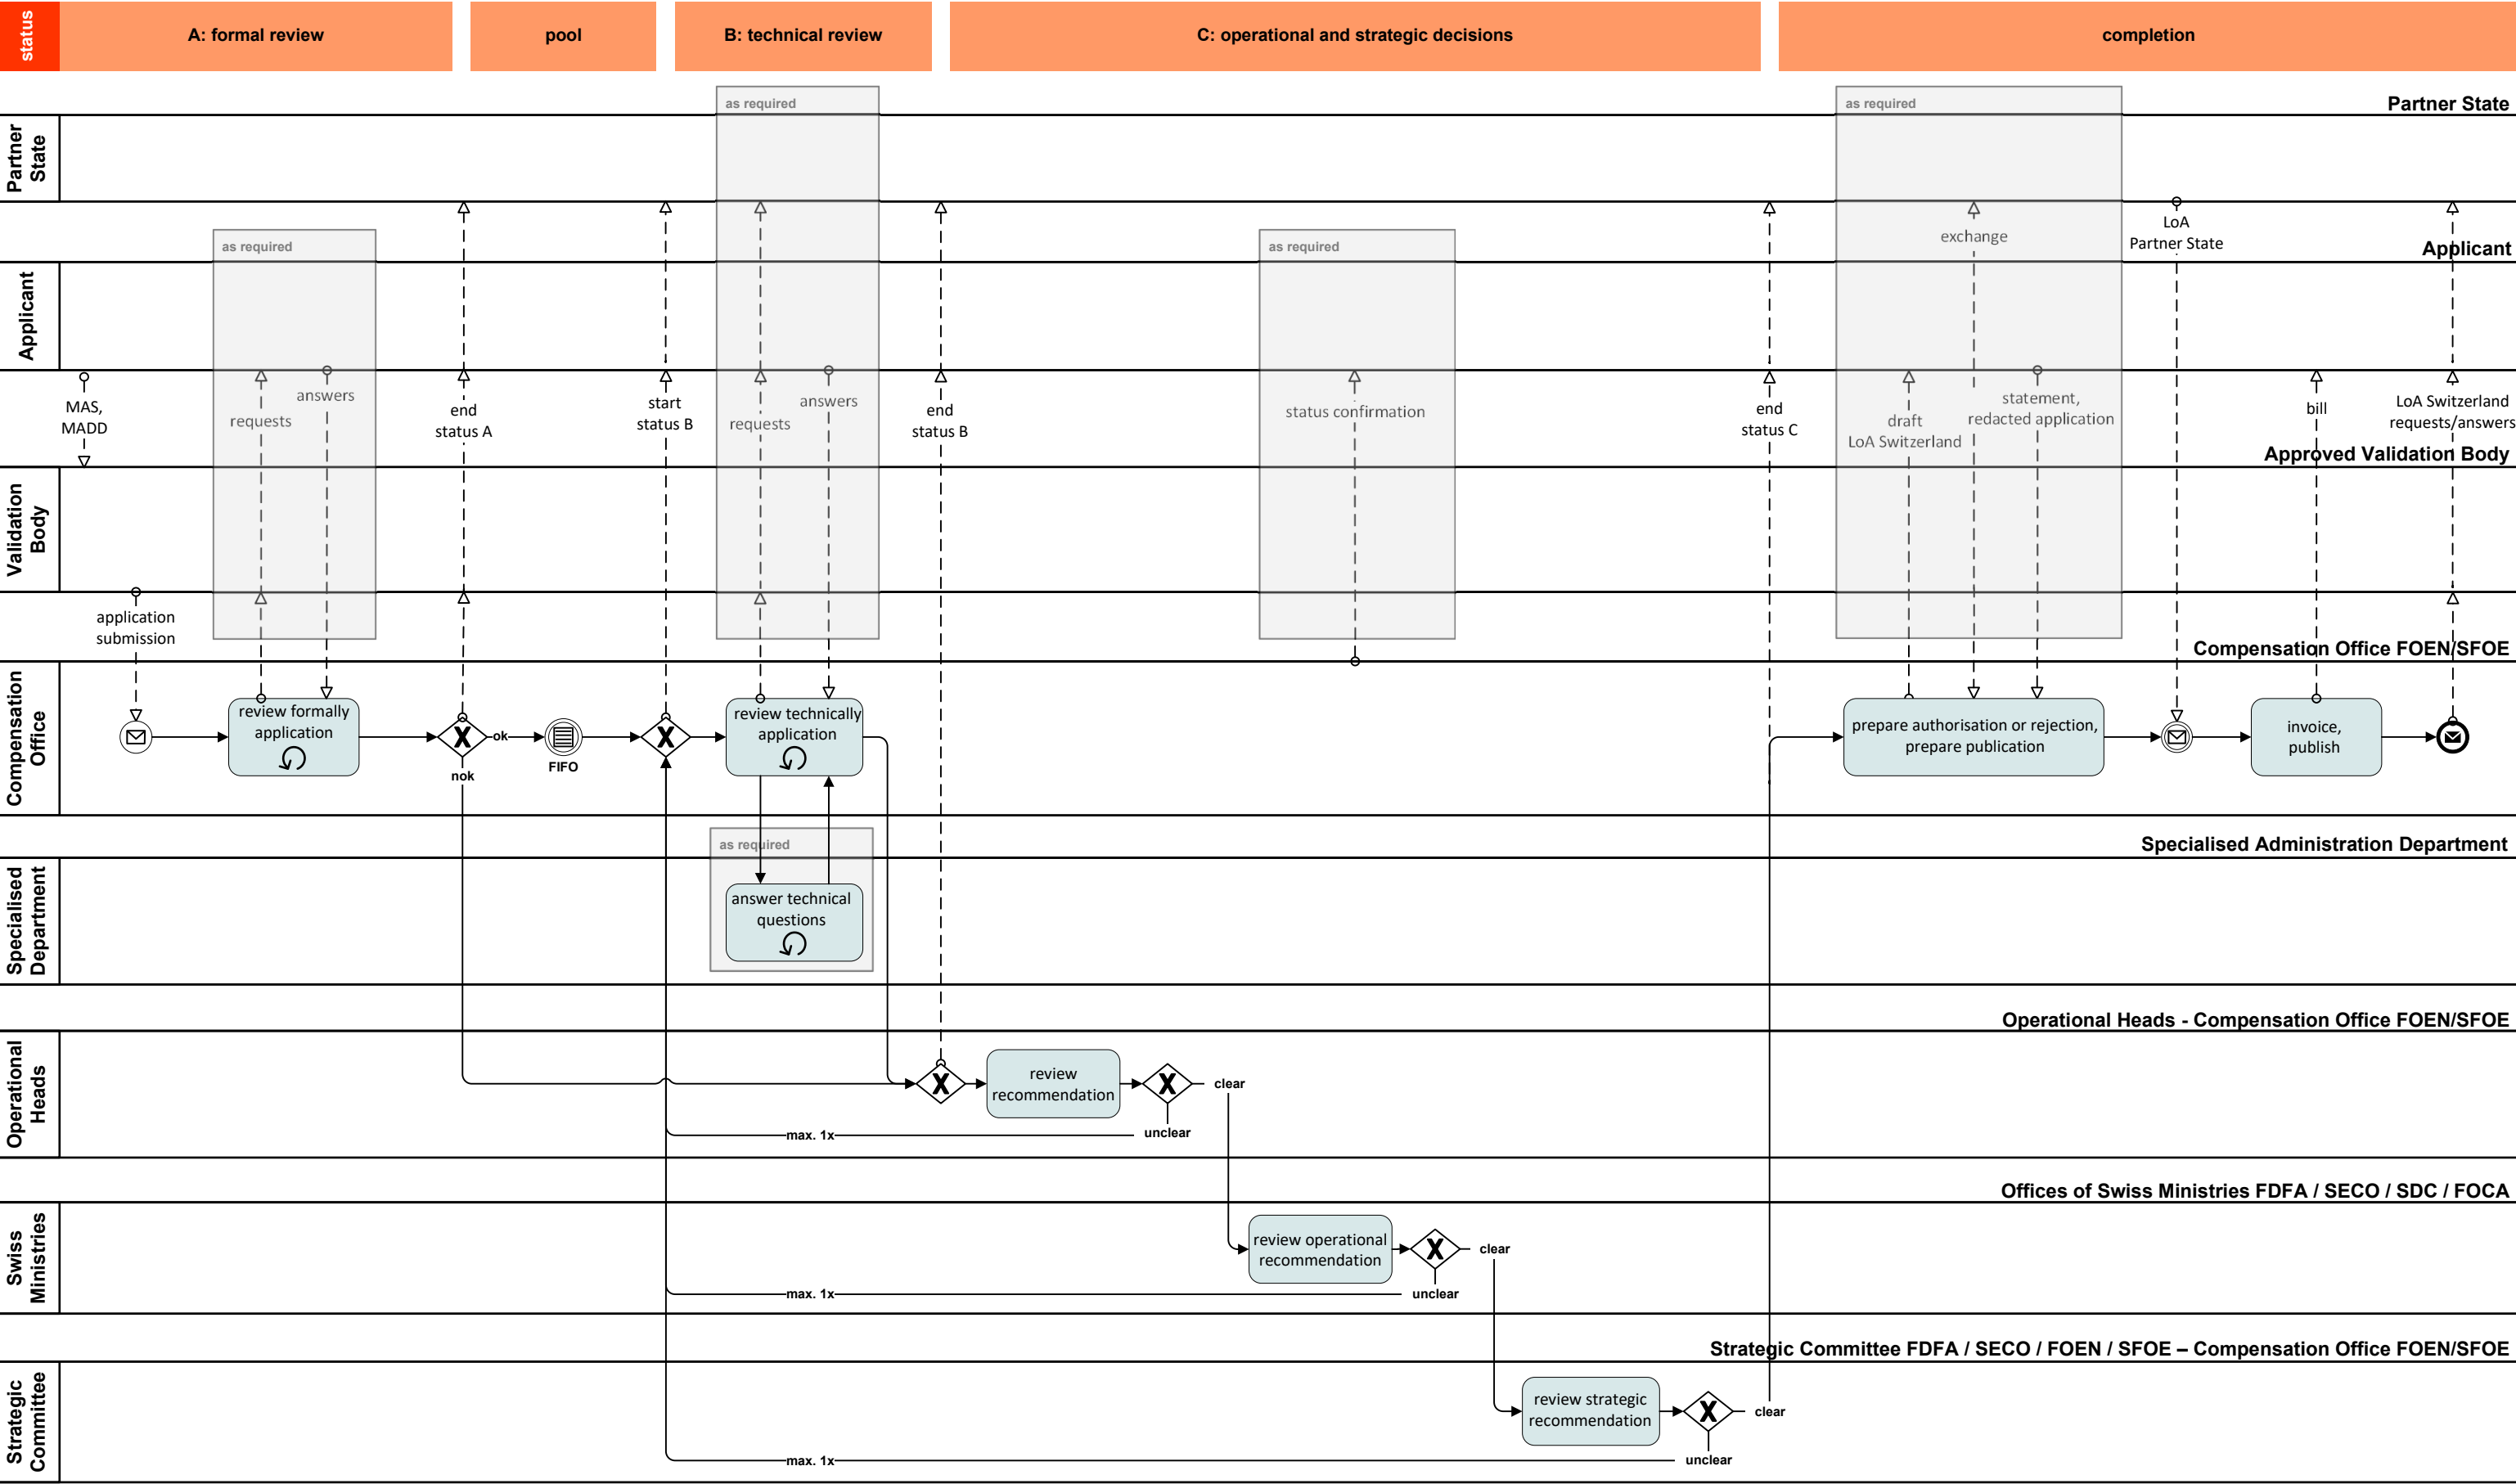 status
A: formal review
pool
B: technical review
C: operational and strategic decisions
completion
as required
as required
Partner State
Partner
State
as required
as required
exchange
LoA
Partner State
Applicant
Applicant
MAS,
MADD
requests
answers
end
status A
start
status B
requests
answers
end
status B
status confirmation
end
status C
draft
LoA Switzerland
statement,
redacted application
bill
LoA Switzerland
requests/answers
Approved Validation Body
Validation
Body
application
submission
Compensation Office FOEN/SFOE
Compensation
Office
review formally
application
ok
nok
FIFO
review technically
application
prepare authorisation or rejection,
prepare publication
invoice,
publish
as required
Specialised Administration Department
Specialised
Department
answer technical
questions
Operational Heads - Compensation Office FOEN/SFOE
Operational
Heads
review
recommendation
clear
max. 1x
unclear
Offices of Swiss Ministries FDFA / SECO / SDC / FOCA
Swiss
Ministries
review operational
recommendation
clear
max. 1x
unclear
Strategic Committee FDFA / SECO / FOEN / SFOE – Compensation Office FOEN/SFOE
Strategic
Committee
review strategic
recommendation
clear
max. 1x
unclear